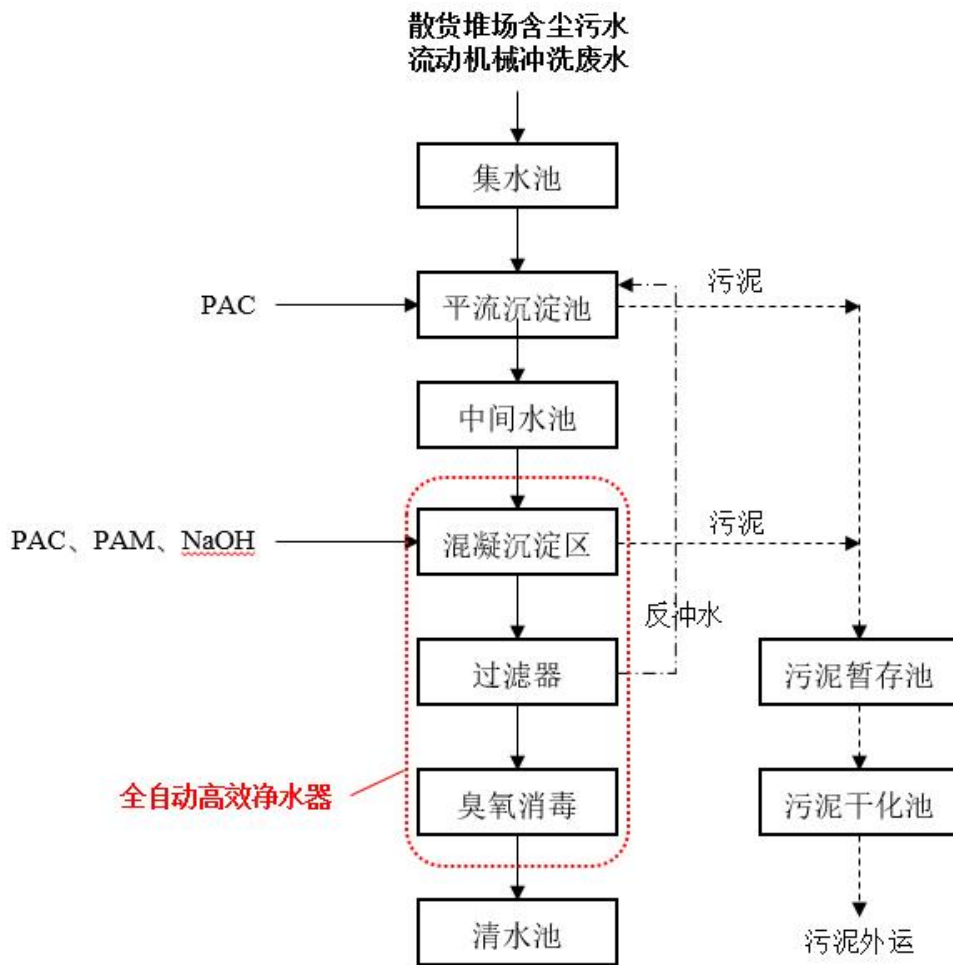 散货堆场含尘污水
流动机械冲洗废水
集水池
污泥
PAC
平流沉淀池
中间水池
PAC、PAM、NaOH
混凝沉淀区
污泥
反冲水
过滤器
污泥暂存池
全自动高效净水器
臭氧消毒
污泥干化池
清水池
污泥外运